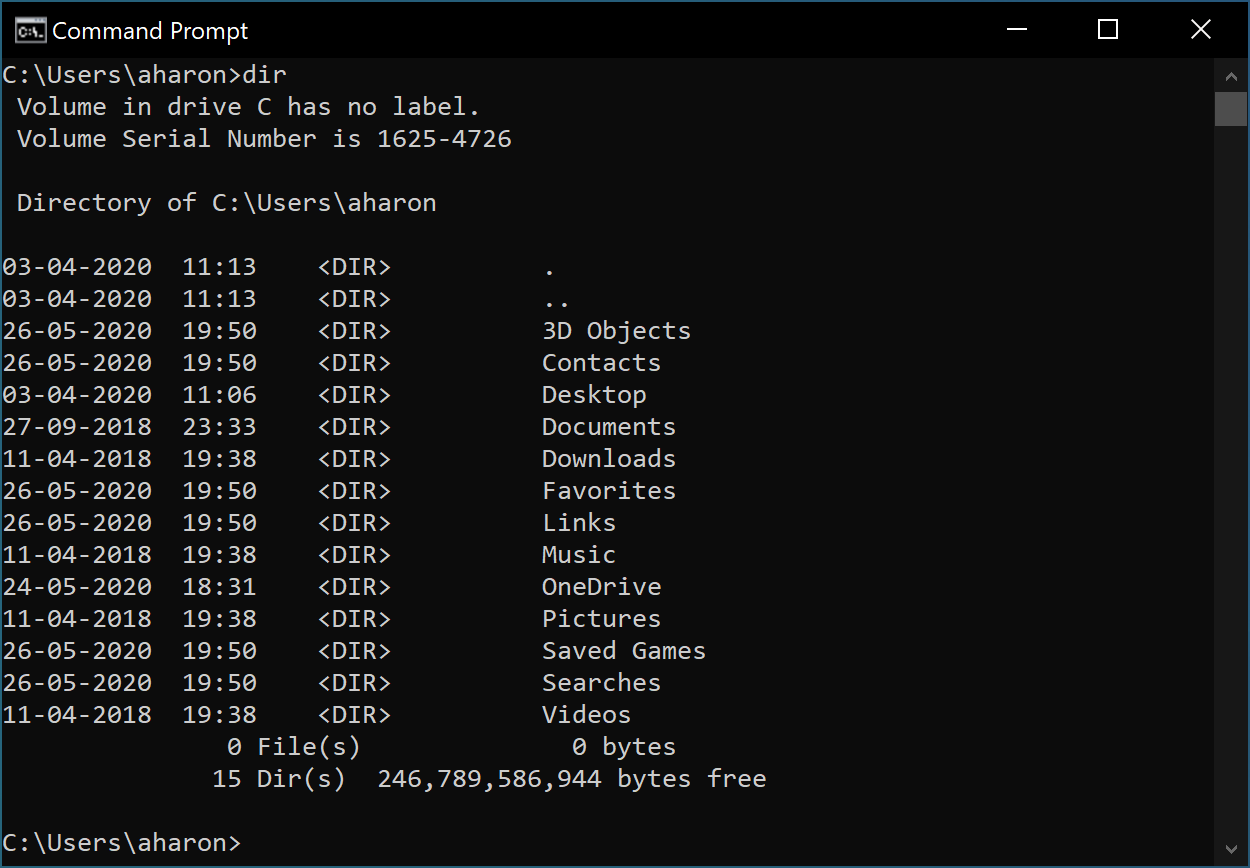 Command Prompt
C:\Users\aharon>dir
 Volume in drive C has no label.
 Volume Serial Number is 1625-4726

 Directory of C:\Users\aharon

03-04-2020  11:13    <DIR>          .
03-04-2020  11:13    <DIR>          ..
26-05-2020  19:50    <DIR>          3D Objects
26-05-2020  19:50    <DIR>          Contacts
03-04-2020  11:06    <DIR>          Desktop
27-09-2018  23:33    <DIR>          Documents
11-04-2018  19:38    <DIR>          Downloads
26-05-2020  19:50    <DIR>          Favorites
26-05-2020  19:50    <DIR>          Links
11-04-2018  19:38    <DIR>          Music
24-05-2020  18:31    <DIR>          OneDrive
11-04-2018  19:38    <DIR>          Pictures
26-05-2020  19:50    <DIR>          Saved Games
26-05-2020  19:50    <DIR>          Searches
11-04-2018  19:38    <DIR>          Videos
               0 File(s)              0 bytes
              15 Dir(s)  246,789,586,944 bytes free

C:\Users\aharon>